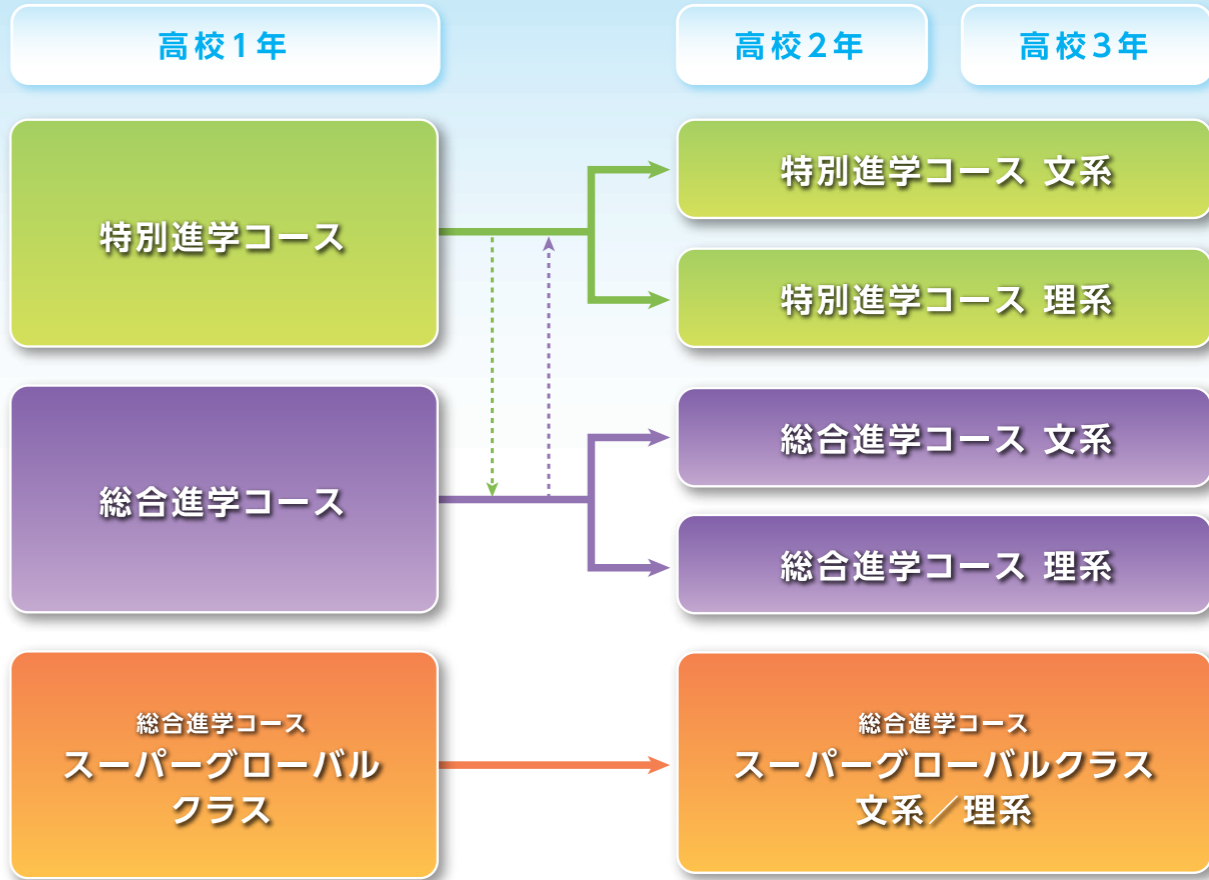 高校1年
高校2年
高校3年
特別進学コース
特別進学コース 文系
特別進学コース 理系
総合進学コース
総合進学コース 文系
総合進学コース 理系
総合進学コース
スーパーグローバル
クラス
総合進学コース
スーパーグローバルクラス
文系／理系